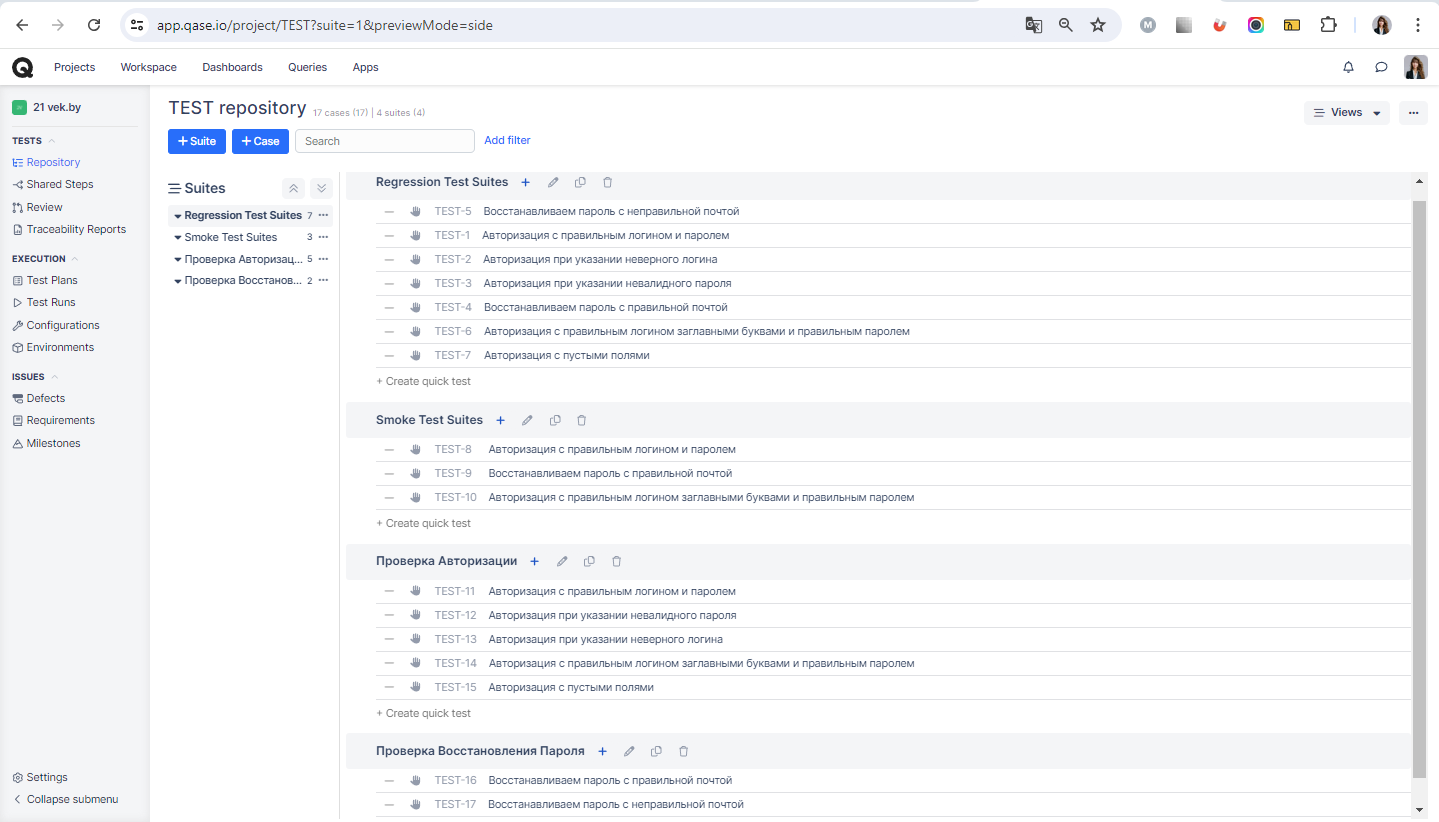 app.qase.io/project/TEST?suite=1&previewMode=side
Projects Workspace Dashboards Queries Apps
21 vek.by
TESTS
Repository
Shared Steps
Review
Traceability Reports
EXECUTION
Test Plans
Test Runs
Configurations
Environments
ISSUES
Defects
Requirements
Milestones
Settings
Collapse submenu
TEST repository 17 cases (17) | 4 suites (4)
Views
+ Suite + Case Search Add filter
Suites
Regression Test Suites 7
Smoke Test Suites 3
Проверка Авторизац... 5
Проверка Восстанов... 2
Regression Test Suites
TEST-5 Восстанавливаем пароль с неправильной почтой
TEST-1 Авторизация с правильным логином и паролем
TEST-2 Авторизация при указании неверного логина
TEST-3 Авторизация при указании невалидного пароля
TEST-4 Восстанавливаем пароль с правильной почтой
TEST-6 Авторизация с правильным логином заглавными буквами и правильным паролем
TEST-7 Авторизация с пустыми полями
+ Create quick test
Smoke Test Suites
TEST-8 Авторизация с правильным логином и паролем
TEST-9 Восстанавливаем пароль с правильной почтой
TEST-10 Авторизация с правильным логином заглавными буквами и правильным паролем
+ Create quick test
Проверка Авторизации
TEST-11 Авторизация с правильным логином и паролем
TEST-12 Авторизация при указании невалидного пароля
TEST-13 Авторизация при указании неверного логина
TEST-14 Авторизация с правильным логином заглавными буквами и правильным паролем
TEST-15 Авторизация с пустыми полями
+ Create quick test
Проверка Восстановления Пароля
TEST-16 Восстанавливаем пароль с правильной почтой
TEST-17 Восстанавливаем пароль с неправильной почтой